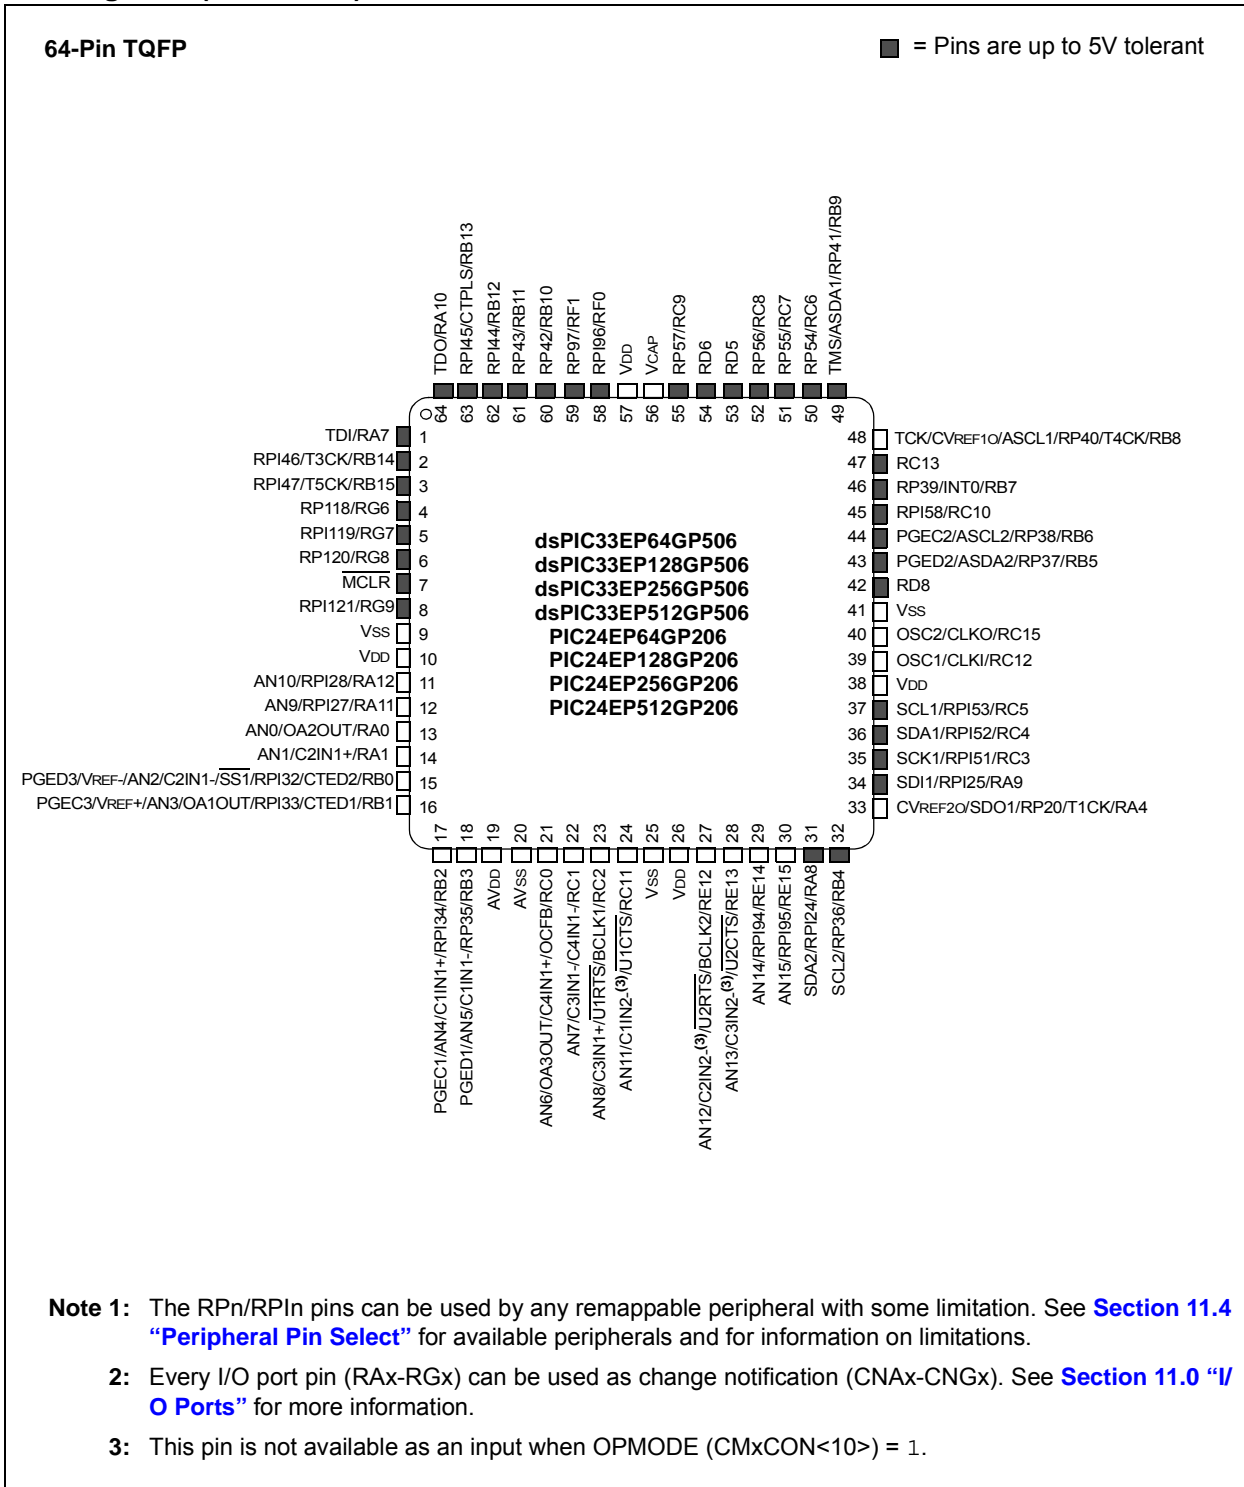 64-Pin TQFP
= Pins are up to 5V tolerant
TDO/RA10
RPI45/CTPLS/RB13
RPI44/RB12
RP43/RB11
RP42/RB10
RP97/RF1
RPI96/RF0
VDD
VCAP
RP57/RC9
RD6
RD5
RP56/RC8
RP55/RC7
RP54/RC6
TMS/ASDA1/RP41/RB9
64 63 62 61 60 59 58 57 56 55 54 53 52 51 50 49
TDI/RA7 1
RPI46/T3CK/RB14 2
RPI47/T5CK/RB15 3
RP118/RG6 4
RPI119/RG7 5
RP120/RG8 6
MCLR 7
RPI121/RG9 8
VSS 9
VDD 10
AN10/RPI28/RA12 11
AN9/RPI27/RA11 12
AN0/OA2OUT/RA0 13
AN1/C2IN1+/RA1 14
PGED3/VREF-/AN2/C2IN1-/SS1/RPI32/CTED2/RB0 15
PGEC3/VREF+/AN3/OA1OUT/RPI33/CTED1/RB1 16
dsPIC33EP64GP506
dsPIC33EP128GP506
dsPIC33EP256GP506
dsPIC33EP512GP506
PIC24EP64GP206
PIC24EP128GP206
PIC24EP256GP206
PIC24EP512GP206
48 TCK/CVREF1O/ASCL1/RP40/T4CK/RB8
47 RC13
46 RP39/INT0/RB7
45 RPI58/RC10
44 PGEC2/ASCL2/RP38/RB6
43 PGED2/ASDA2/RP37/RB5
42 RD8
41 VSS
40 OSC2/CLKO/RC15
39 OSC1/CLKI/RC12
38 VDD
37 SCL1/RPI53/RC5
36 SDA1/RPI52/RC4
35 SCK1/RPI51/RC3
34 SDI1/RPI25/RA9
33 CVREF2O/SDO1/RP20/T1CK/RA4
17 18 19 20 21 22 23 24 25 26 27 28 29 30 31 32
PGEC1/AN4/C1IN1+/RPI34/RB2
PGED1/AN5/C1IN1-/RP35/RB3
AVDD
AVSS
AN6/OA3OUT/C4IN1+/OCFB/RC0
AN7/C3IN1-/C4IN1-/RC1
AN8/C3IN1+/U1RTS/BCLK1/RC2
AN11/C1IN2-(3)/U1CTS/RC11
VSS
VDD
AN12/C2IN2-(3)/U2RTS/BCLK2/RE12
AN13/C3IN2-(3)/U2CTS/RE13
AN14/RPI94/RE14
AN15/RPI95/RE15
SDA2/RPI24/RA8
SCL2/RP36/RB4
Note 1: The RPn/RPIn pins can be used by any remappable peripheral with some limitation. See Section 11.4
“Peripheral Pin Select” for available peripherals and for information on limitations.
2: Every I/O port pin (RAx-RGx) can be used as change notification (CNAx-CNGx). See Section 11.0 “I/
O Ports” for more information.
3: This pin is not available as an input when OPMODE (CMxCON<10>) = 1.